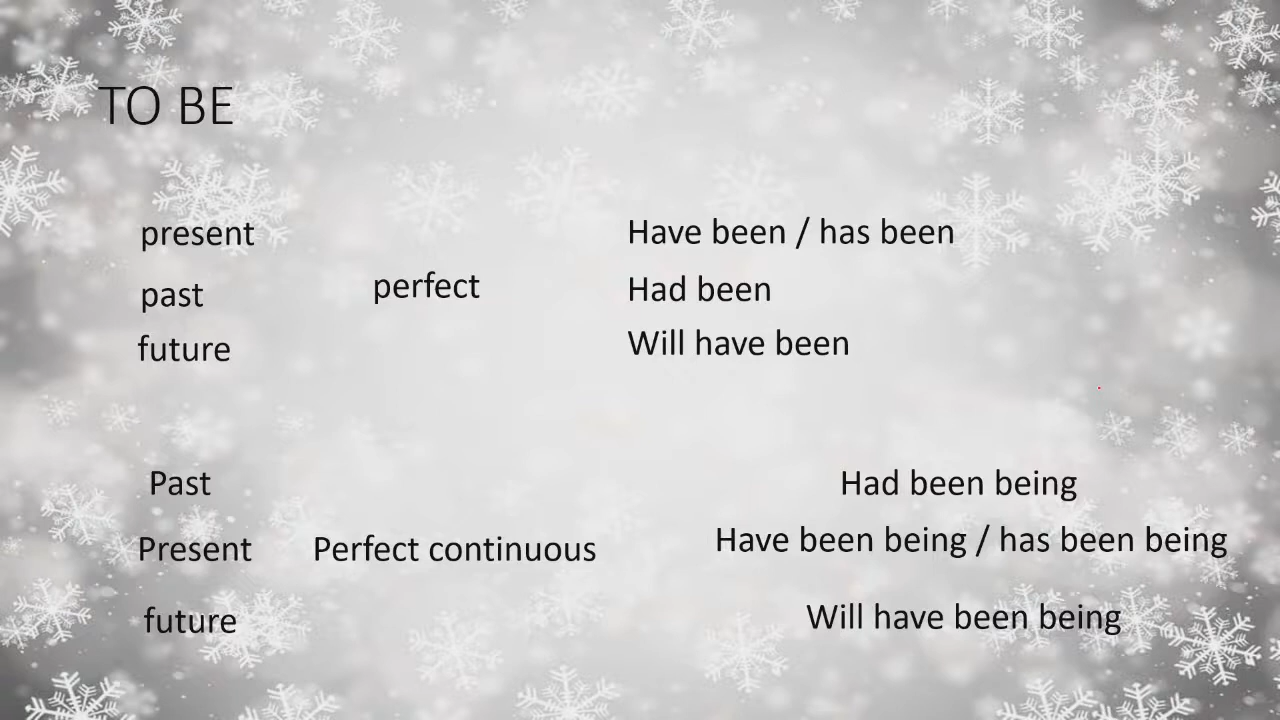 TO BE
present
Have been / has been
perfect
past
Had been
future
Will have been
Past
Had been being
Present
Perfect continuous
Have been being / has been being
future
Will have been being